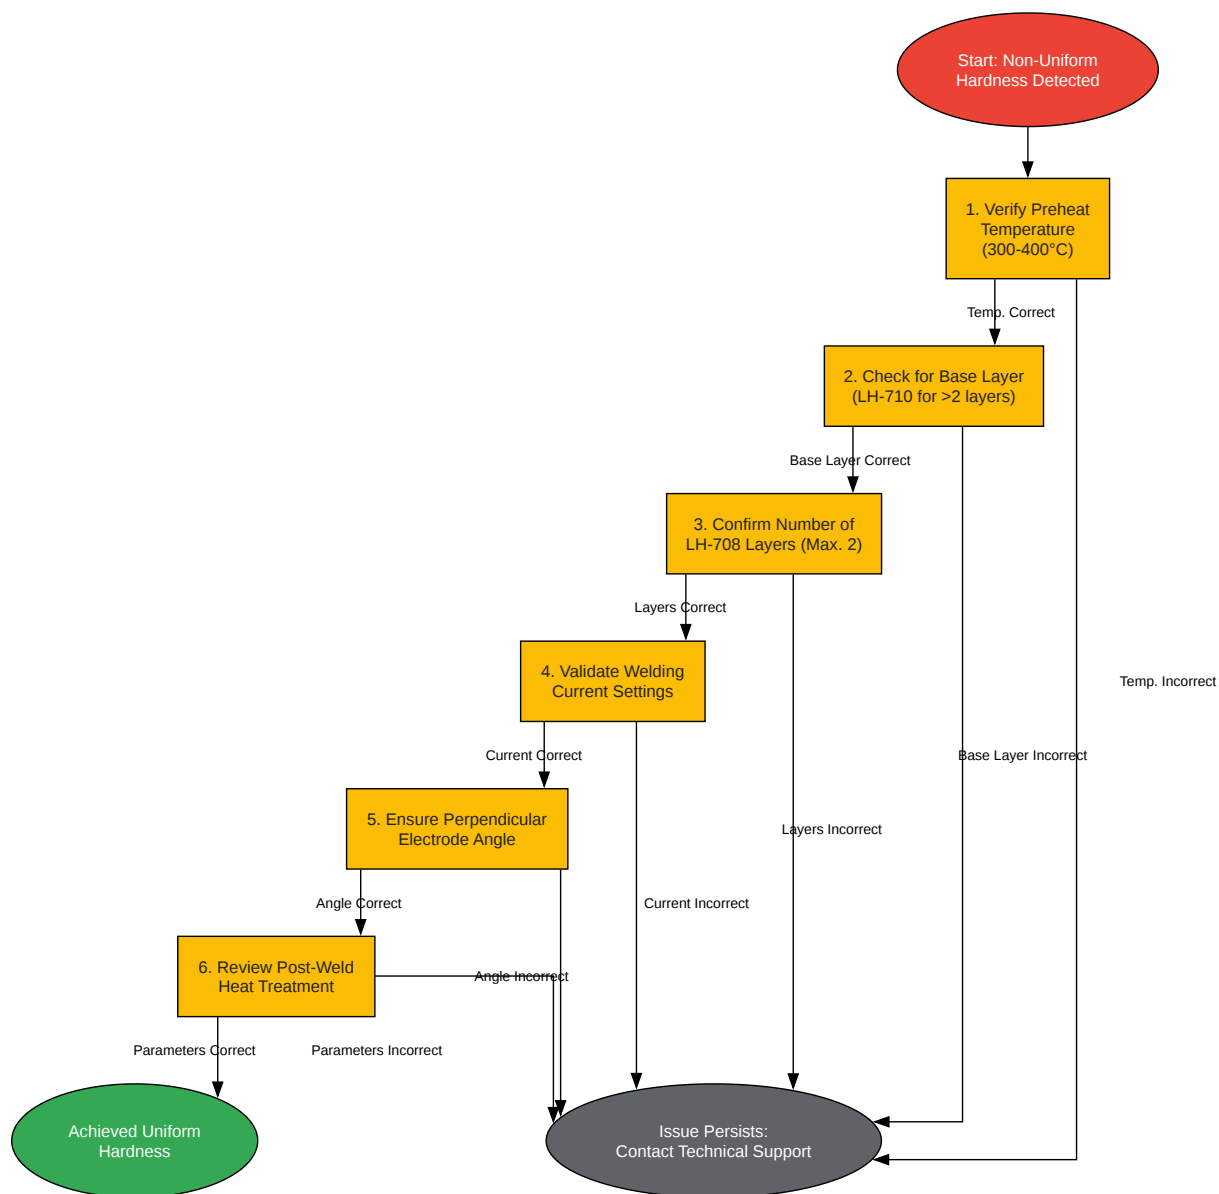 Start: Non-Uniform
Hardness Detected
1. Verify Preheat
Temperature
(300-400°C)
Temp. Correct
2. Check for Base Layer
(LH-710 for >2 layers)
Base Layer Correct
3. Confirm Number of
LH-708 Layers (Max. 2)
Layers Correct
4. Validate Welding
Current Settings
Temp. Incorrect
Current Correct
Base Layer Incorrect
5. Ensure Perpendicular
Electrode Angle
Layers Incorrect
Angle Correct
Current Incorrect
6. Review Post-Weld
Heat Treatment
Angle Incorrect
Parameters Correct
Parameters Incorrect
Achieved Uniform
Hardness
Issue Persists:
Contact Technical Support